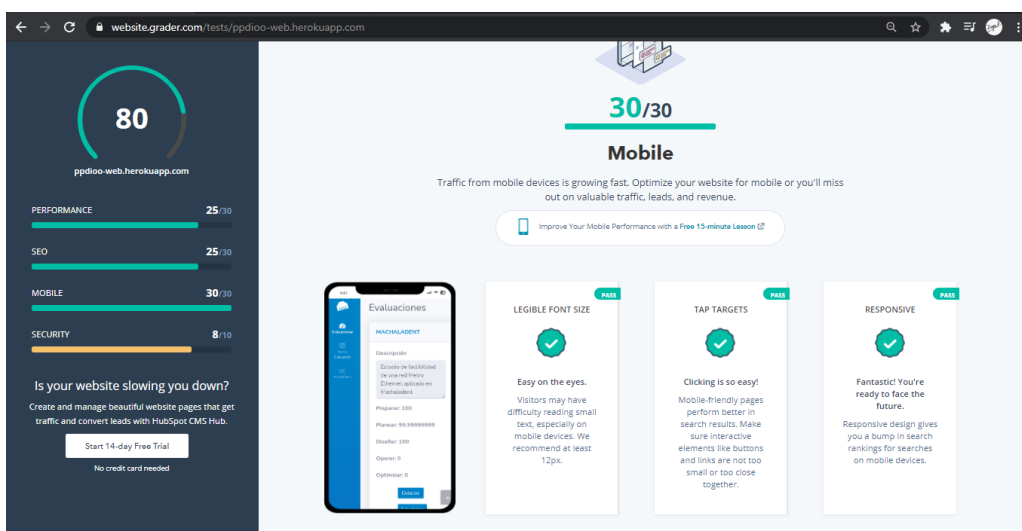 website.grader.com/tests/ppdioo-web.herokuapp.com
80
ppdioo-web.herokuapp.com
PERFORMANCE 25/30
SEO 25/30
MOBILE 30/30
SECURITY 8/10
Is your website slowing you down?
Create and manage beautiful website pages that get
traffic and convert leads with HubSpot CMS Hub.
Start 14-day Free Trial
No credit card needed
30/30
Mobile
Traffic from mobile devices is growing fast. Optimize your website for mobile or you'll miss
out on valuable traffic, leads, and revenue.
Improve Your Mobile Performance with a Free 15-minute Lesson
Evaluaciones
MACHALADENT
Descripción
Estudio de factibilidad
de una red Metro
Ethernet, aplicado en
Machaladent.
Preparar: 100
Planear: 99.99999999
Diseñar: 100
Operar: 0
Optimizar: 0
Detalles
PASS
LEGIBLE FONT SIZE
Easy on the eyes.
Visitors may have
difficulty reading small
text, especially on
mobile devices. We
recommend at least
12px.
PASS
TAP TARGETS
Clicking is so easy!
Mobile-friendly pages
perform better in
search results. Make
sure interactive
elements like buttons
and links are not too
small or too close
together.
PASS
RESPONSIVE
Fantastic! You're
ready to face the
future.
Responsive design gives
you a bump in search
rankings for searches
on mobile devices.